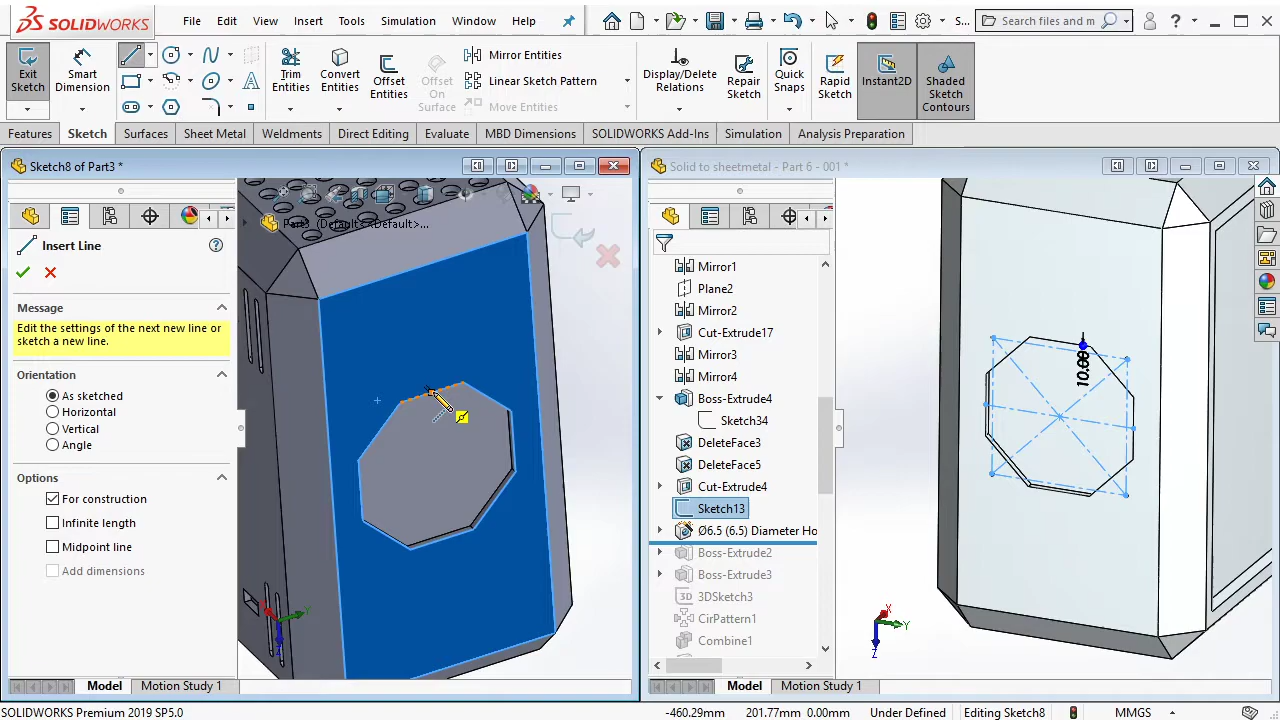 SOLIDWORKS
File
Edit
View
Insert
Tools
Simulation
Window
Help
S...
Search files and m
Exit Sketch
Smart Dimension
Trim Entities
Convert Entities
Offset Entities
Offset On Surface
Mirror Entities
Linear Sketch Pattern
Move Entities
Display/Delete Relations
Repair Sketch
Quick Snaps
Rapid Sketch
Instant2D
Shaded Sketch Contours
Features
Sketch
Surfaces
Sheet Metal
Weldments
Direct Editing
Evaluate
MBD Dimensions
SOLIDWORKS Add-Ins
Simulation
Analysis Preparation
Sketch8 of Part3 *
Solid to sheetmetal - Part 6 - 001 *
Part3 (Default<<Default>...
Insert Line
Message
Edit the settings of the next new line or
sketch a new line.
Orientation
As sketched
Horizontal
Vertical
Angle
Options
For construction
Infinite length
Midpoint line
Add dimensions
Mirror1
Plane2
Mirror2
Cut-Extrude17
Mirror3
Mirror4
Boss-Extrude4
Sketch34
DeleteFace3
DeleteFace5
Cut-Extrude4
Sketch13
Ø6.5 (6.5) Diameter Ho
Boss-Extrude2
Boss-Extrude3
3DSketch3
CirPattern1
Combine1
10.00
X
Y
Z
X
Y
Z
Model
Motion Study 1
Model
Motion Study 1
SOLIDWORKS Premium 2019 SP5.0
-460.29mm
201.77mm 0.00mm
Under Defined
Editing Sketch8
MMGS